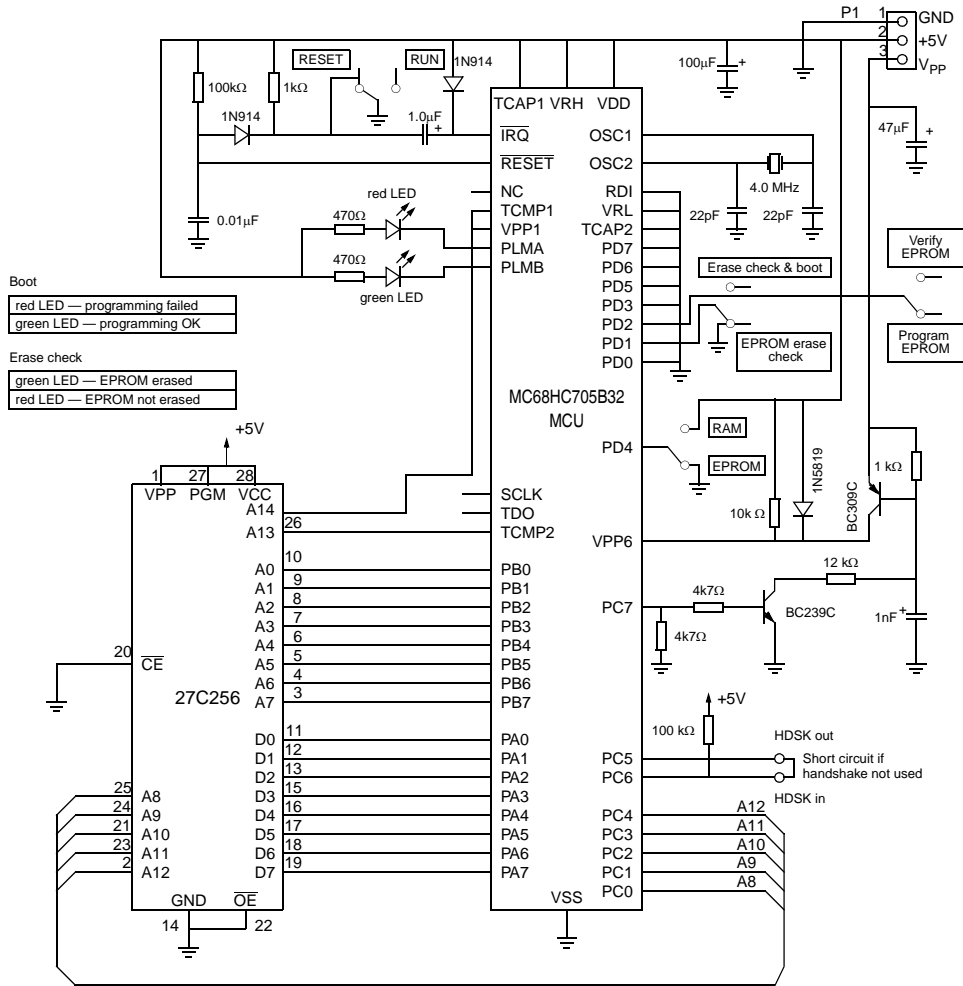 P1
1
GND
2
+5V
3
VPP
RESET
RUN
1N914
100kΩ
1kΩ
100µF
+
1N914
1.0µF
+
47µF
+
TCAP1 VRH VDD
IRQ
OSC1
RESET
OSC2
4.0 MHz
NC
RDI
red LED
TCMP1
VRL
22pF
22pF
0.01µF
470Ω
VPP1
TCAP2
PLMA
PD7
470Ω
PLMB
PD6
green LED
PD5
PD3
PD2
PD1
PD0
Erase check & boot
Verify
EPROM
EPROM erase
check
Program
EPROM
Boot
red LED — programming failed
green LED — programming OK
Erase check
green LED — EPROM erased
red LED — EPROM not erased
MC68HC705B32
MCU
+5V
PD4
RAM
EPROM
1N5819
1 kΩ
BC309C
10k Ω
1
27
28
VPP PGM VCC
A14
A13
26
SCLK
TDO
TCMP2
VPP6
12 kΩ
A0
10
PB0
A1
9
PB1
A2
8
PB2
A3
7
PB3
A4
6
PB4
A5
5
PB5
A6
4
PB6
A7
3
PB7
PC7
4k7Ω
4k7Ω
BC239C
1nF
+
20
CE
27C256
+5V
100 kΩ
D0
11
PA0
D1
12
PA1
D2
13
PA2
D3
15
PA3
D4
16
PA4
D5
17
PA5
D6
18
PA6
D7
19
PA7
HDSK out
PC5
PC6
Short circuit if
handshake not used
HDSK in
25
A8
24
A9
21
A10
23
A11
2
A12
PC4
A12
PC3
A11
PC2
A10
PC1
A9
PC0
A8
GND
OE
14
22
VSS